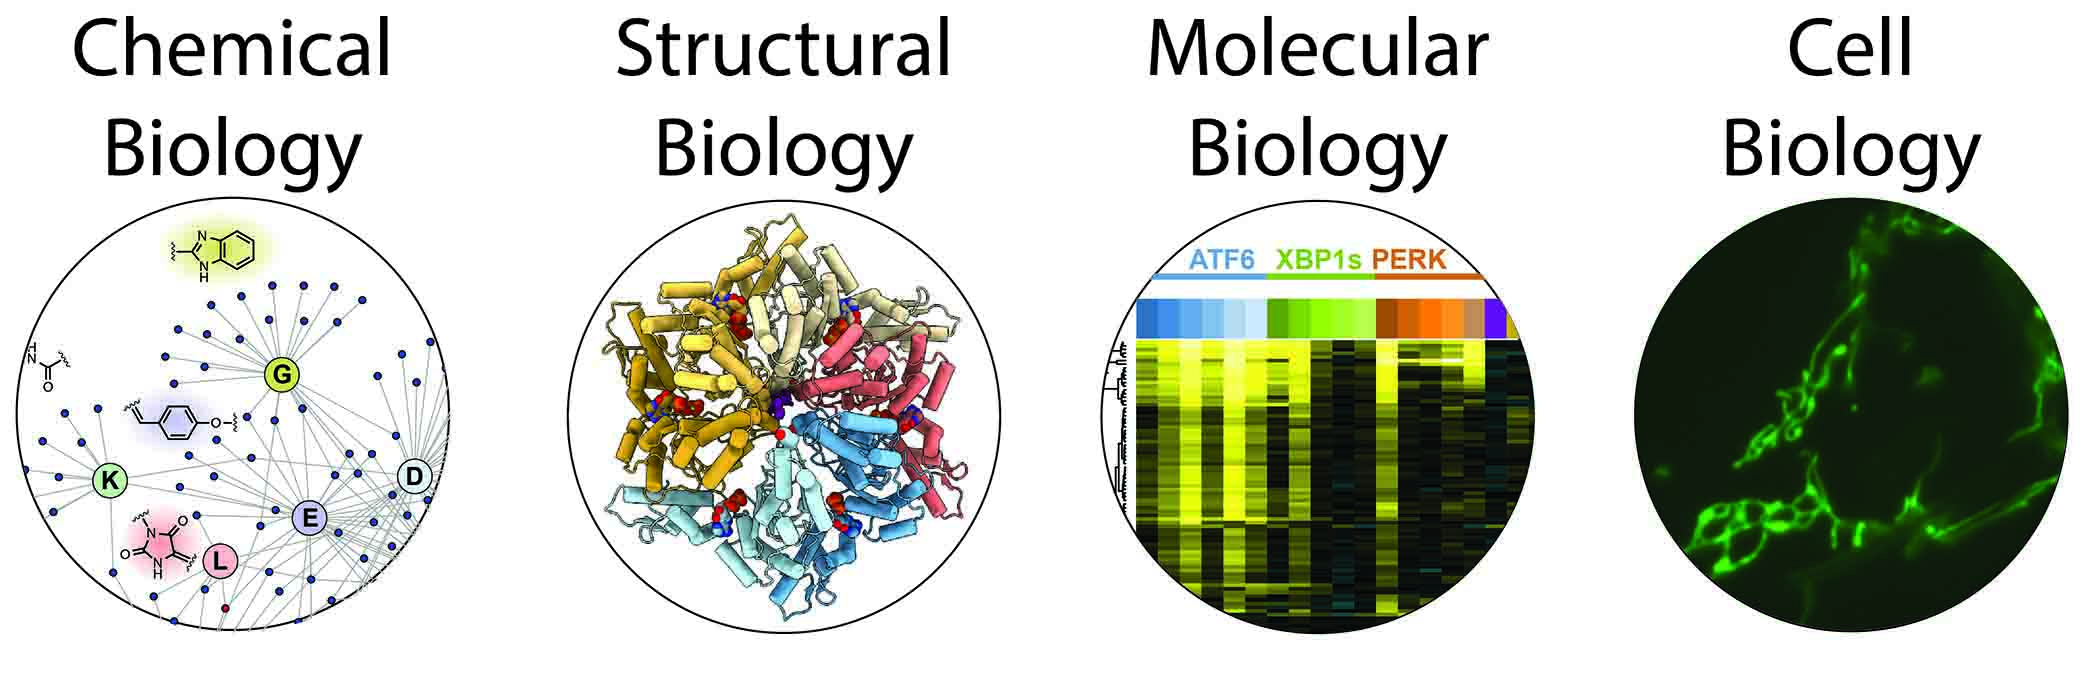 Chemical
Biology
Structural
Biology
Molecular
Biology
Cell
Biology
N
N
H
H
N
O
G
O
K
D
E
N
O
O
N
H
L
ATF6 XBP1s PERK